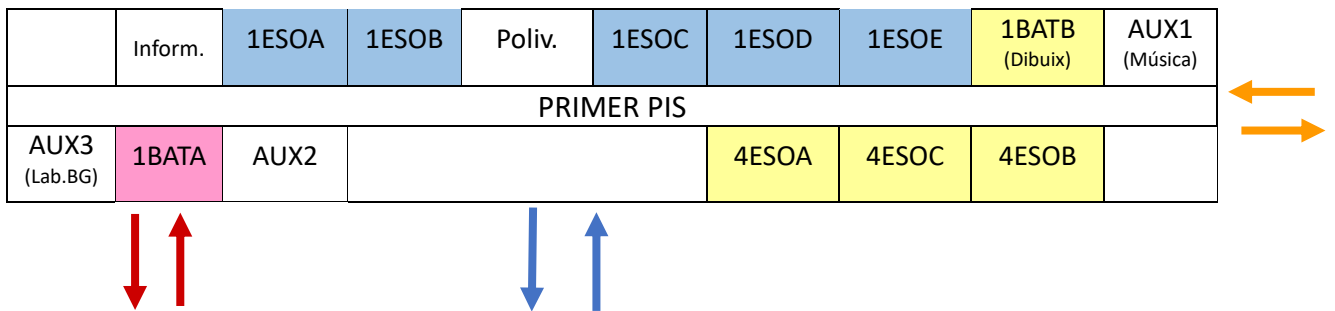 Inform.
1ESOA
1ESOB
Poliv.
1ESOC
1ESOD
1ESOE
1BATB
(Dibuix)
AUX1
(Música)
PRIMER PIS
AUX3
(Lab.BG)
1BATA
AUX2
4ESOA
4ESOC
4ESOB